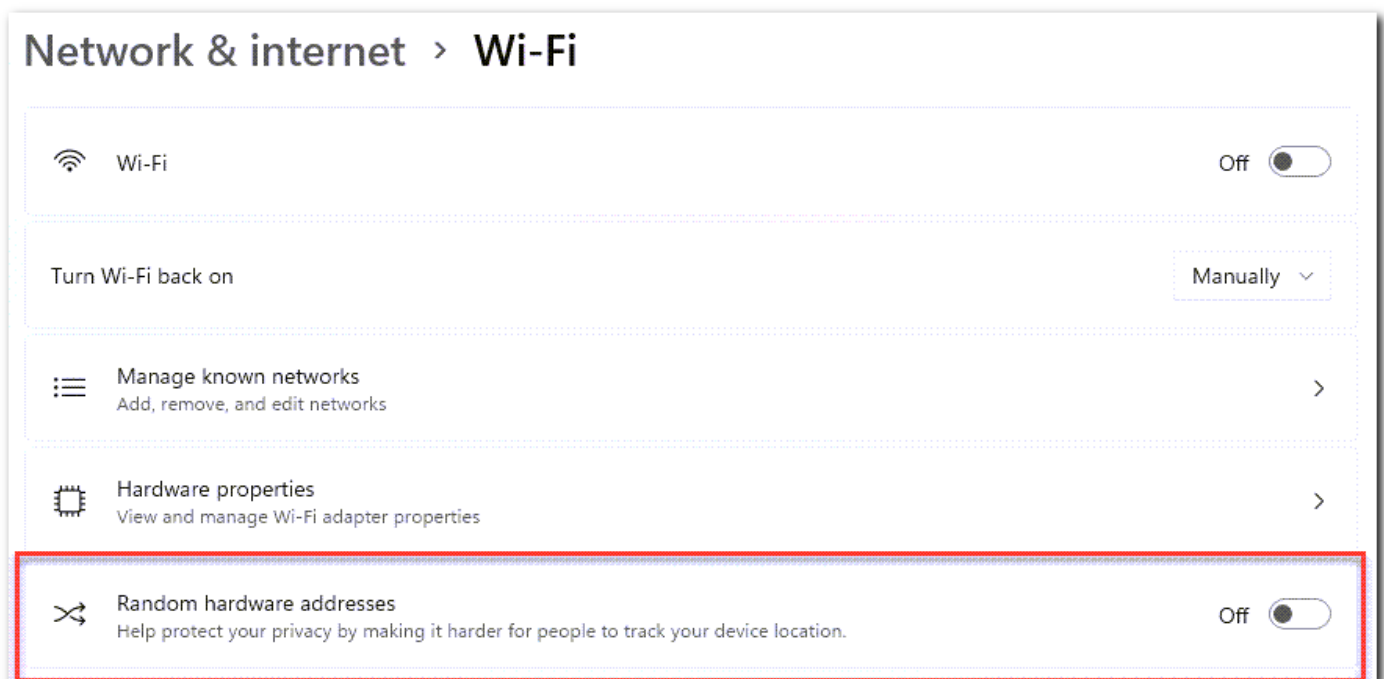 Network & internet > Wi-Fi
Wi-Fi
Off
Turn Wi-Fi back on
Manually
Manage known networks
Add, remove, and edit networks
Hardware properties
View and manage Wi-Fi adapter properties
Random hardware addresses
Help protect your privacy by making it harder for people to track your device location.
Off